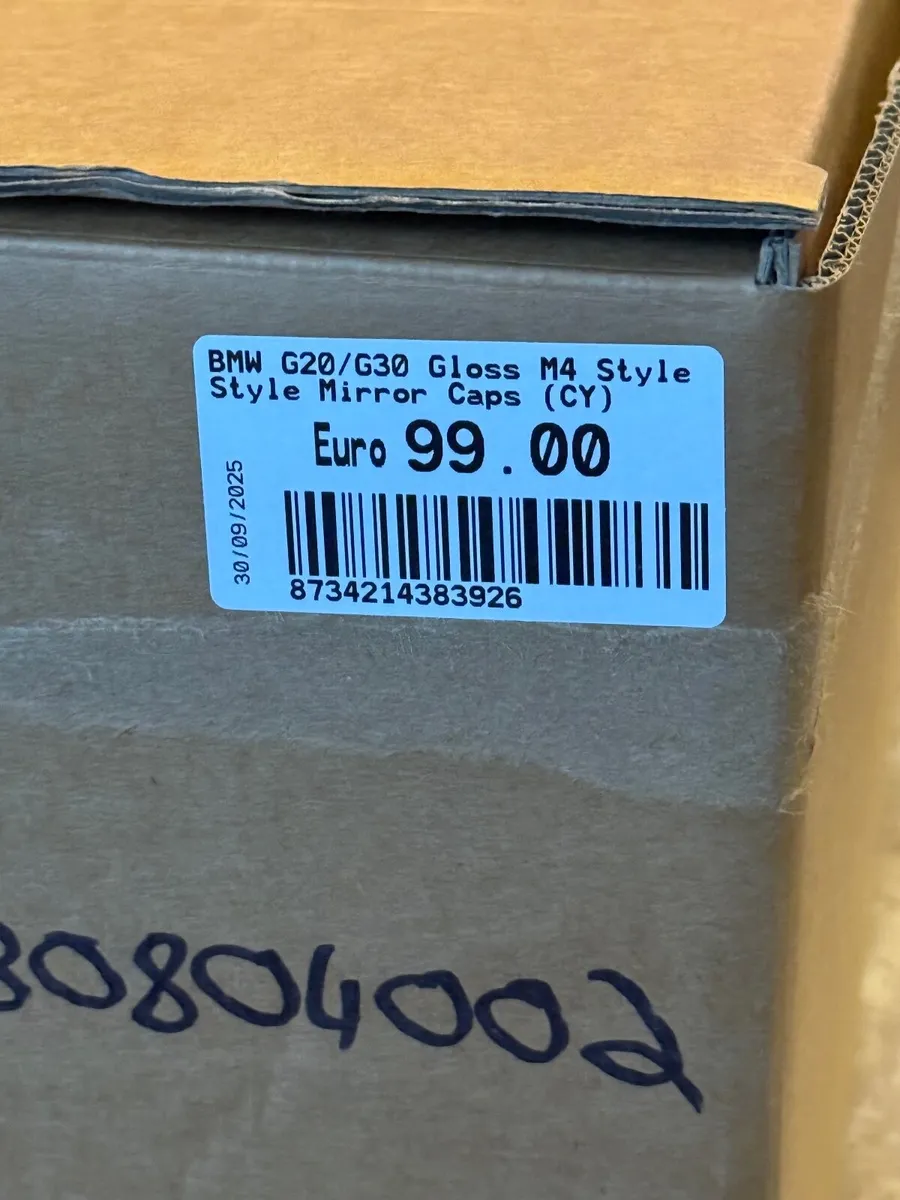 BMW G20/G30 Gloss M4 Style
Style Mirror Caps (CY)
Euro 99.00
30/09/2025
8734214383926
30804002